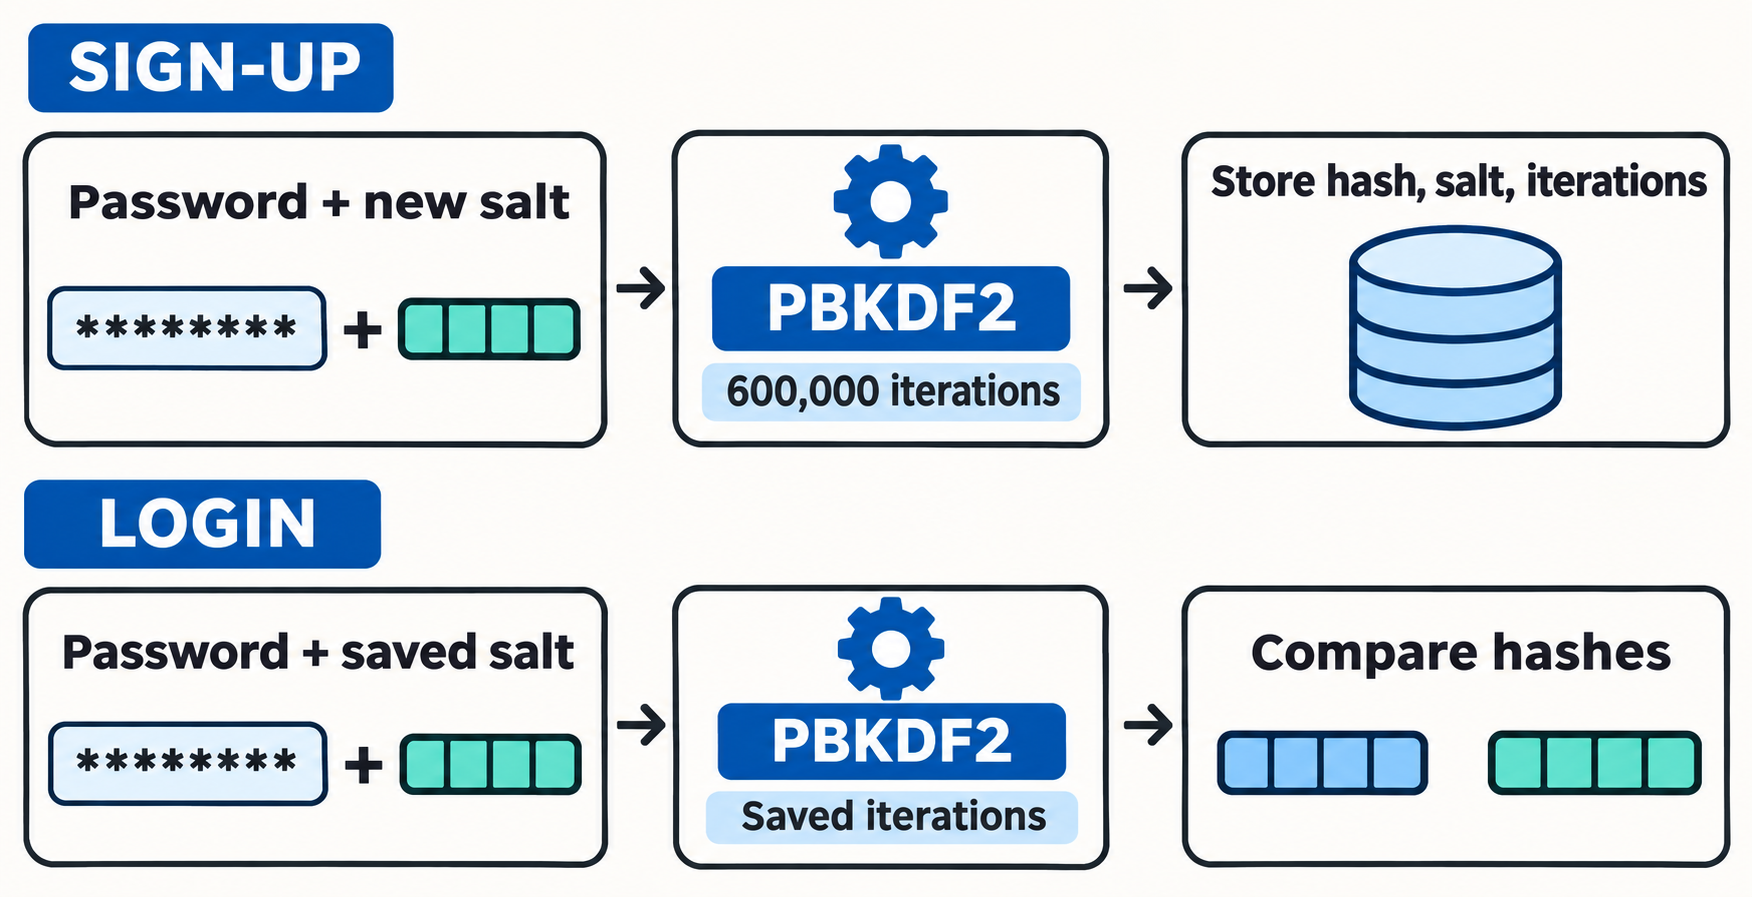 SIGN-UP
Password + new salt
******** +
PBKDF2
600,000 iterations
Store hash, salt, iterations
LOGIN
Password + saved salt
******** +
PBKDF2
Saved iterations
Compare hashes